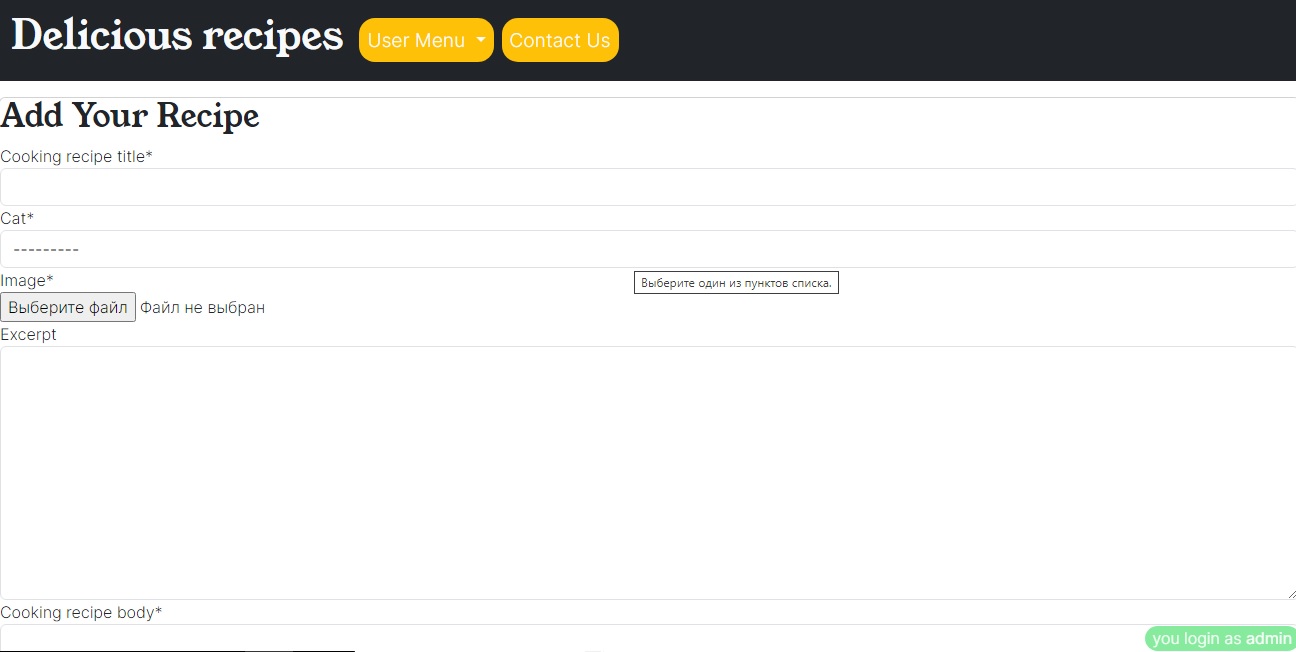 Delicious recipes User Menu Contact Us
Add Your Recipe
Cooking recipe title*
Cat*
---------
Image*
Выберите один из пунктов списка.
Выберите файл Файл не выбран
Excerpt
Cooking recipe body*
you login as admin